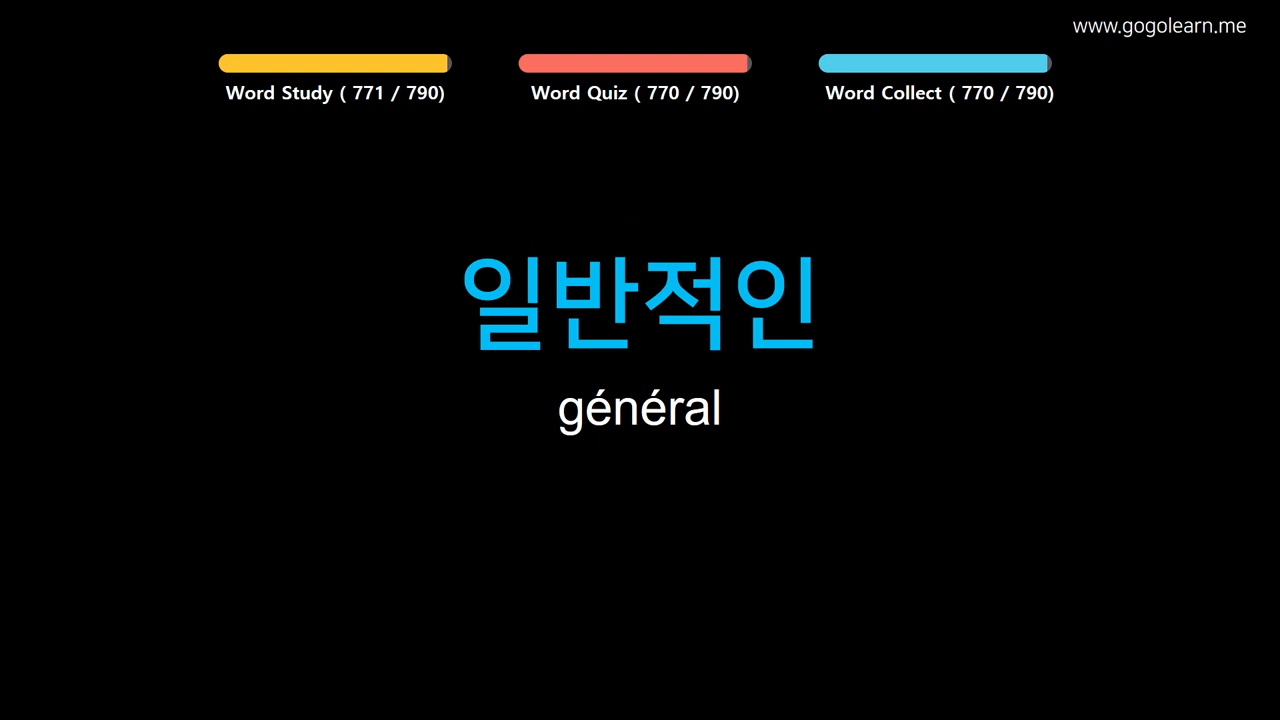 www.gogolearn.me
Word Study ( 771 / 790)
Word Quiz ( 770 / 790)
Word Collect ( 770 / 790)
일반적인
général